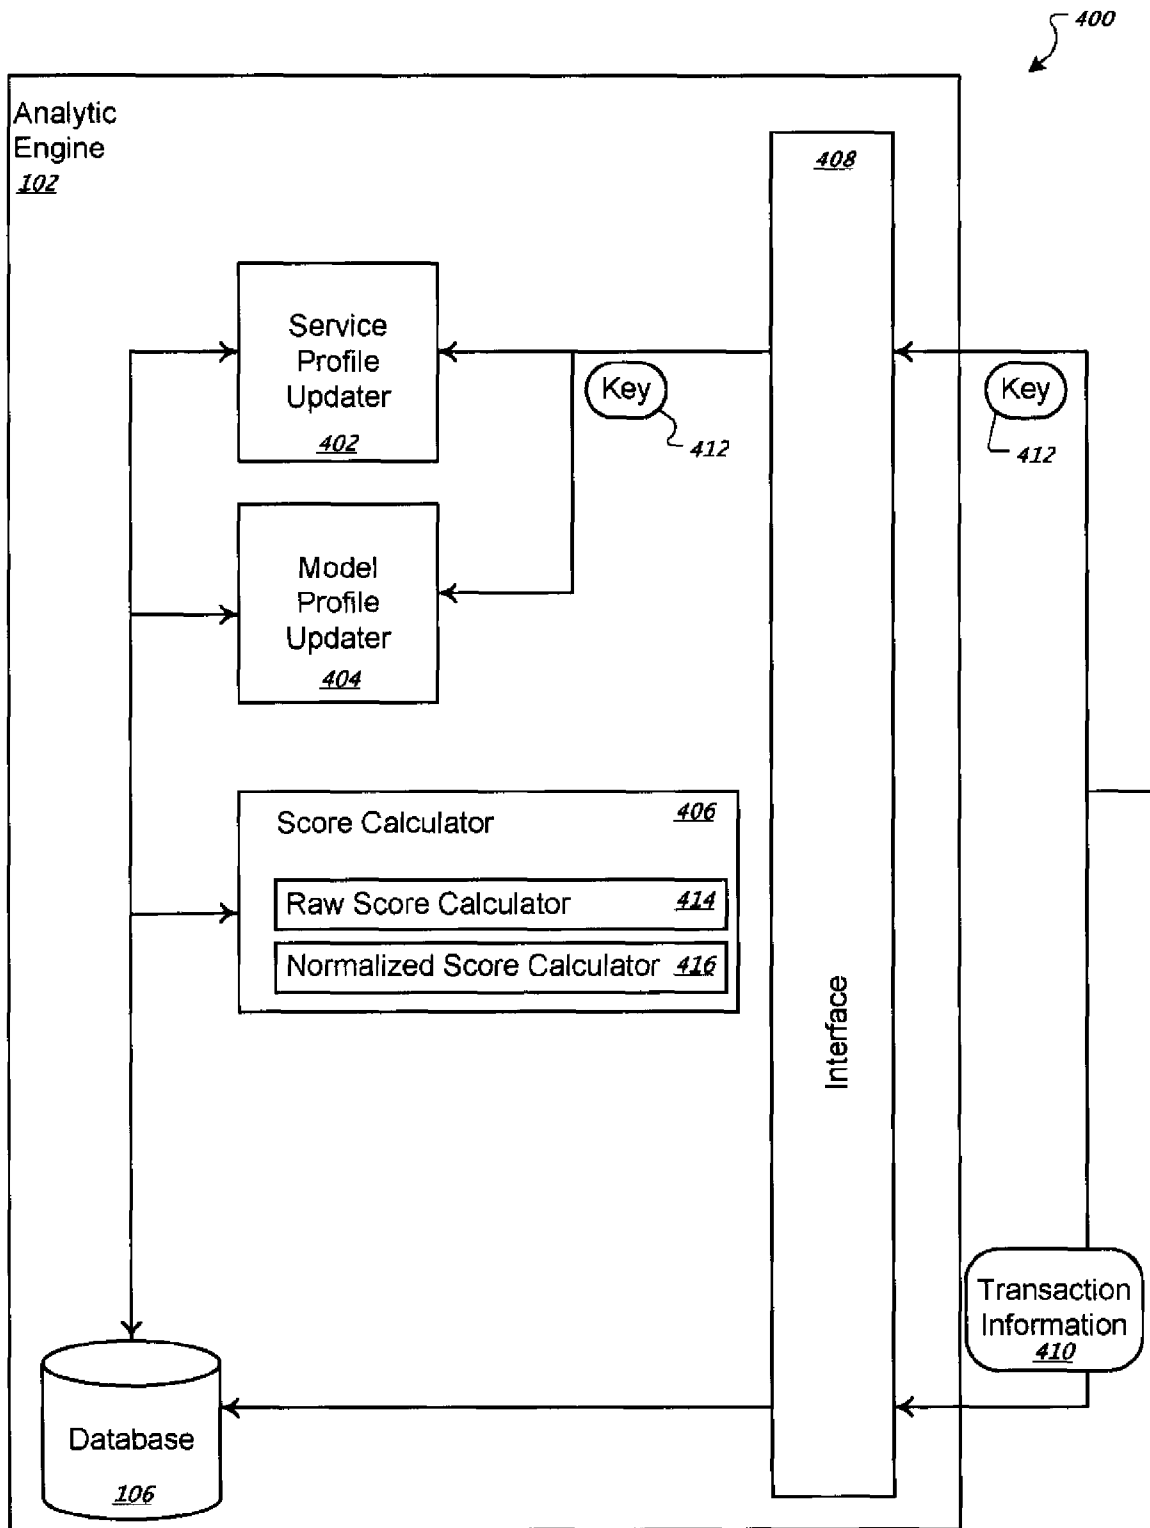 400
Analytic
Engine
102
408
Service
Profile
Updater
402
Key
412
Key
412
Model
Profile
Updater
404
Score Calculator
406
Raw Score Calculator
414
Normalized Score Calculator
416
Interface
Transaction
Information
410
Database
106